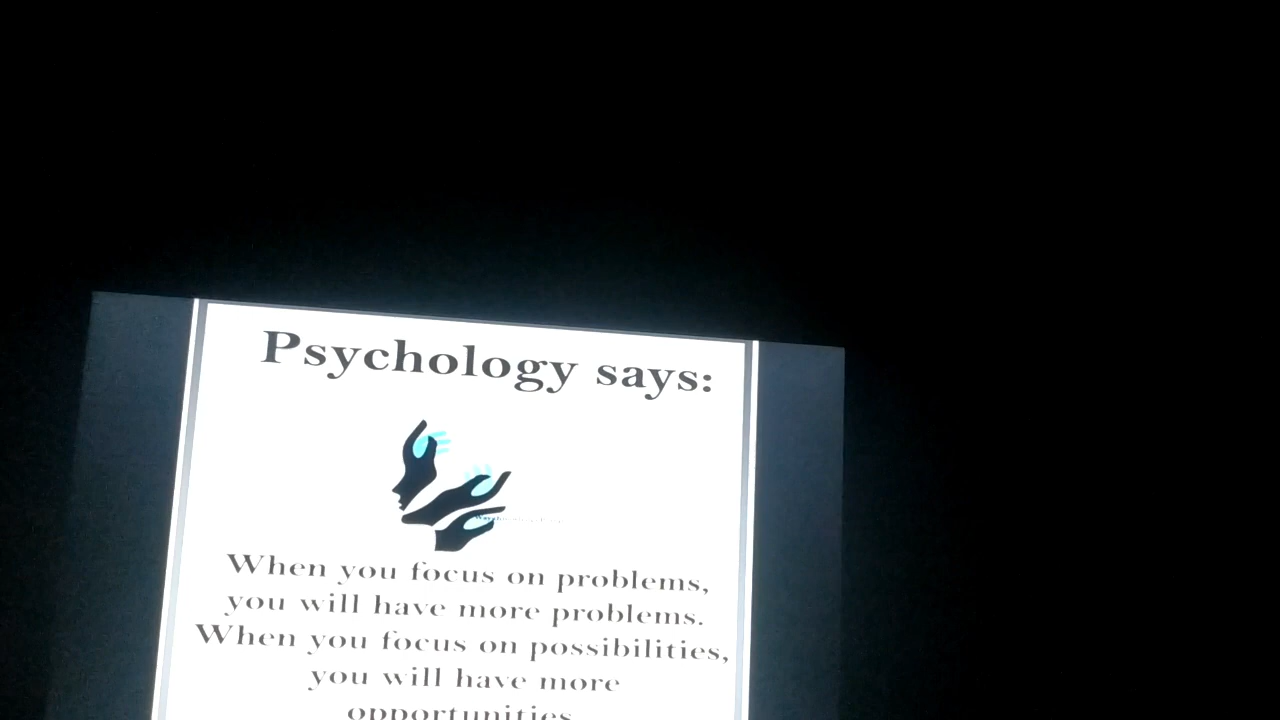 Psychology says:
When you focus on problems,
you will have more problems.
When you focus on possibilities,
you will have more
opportunities